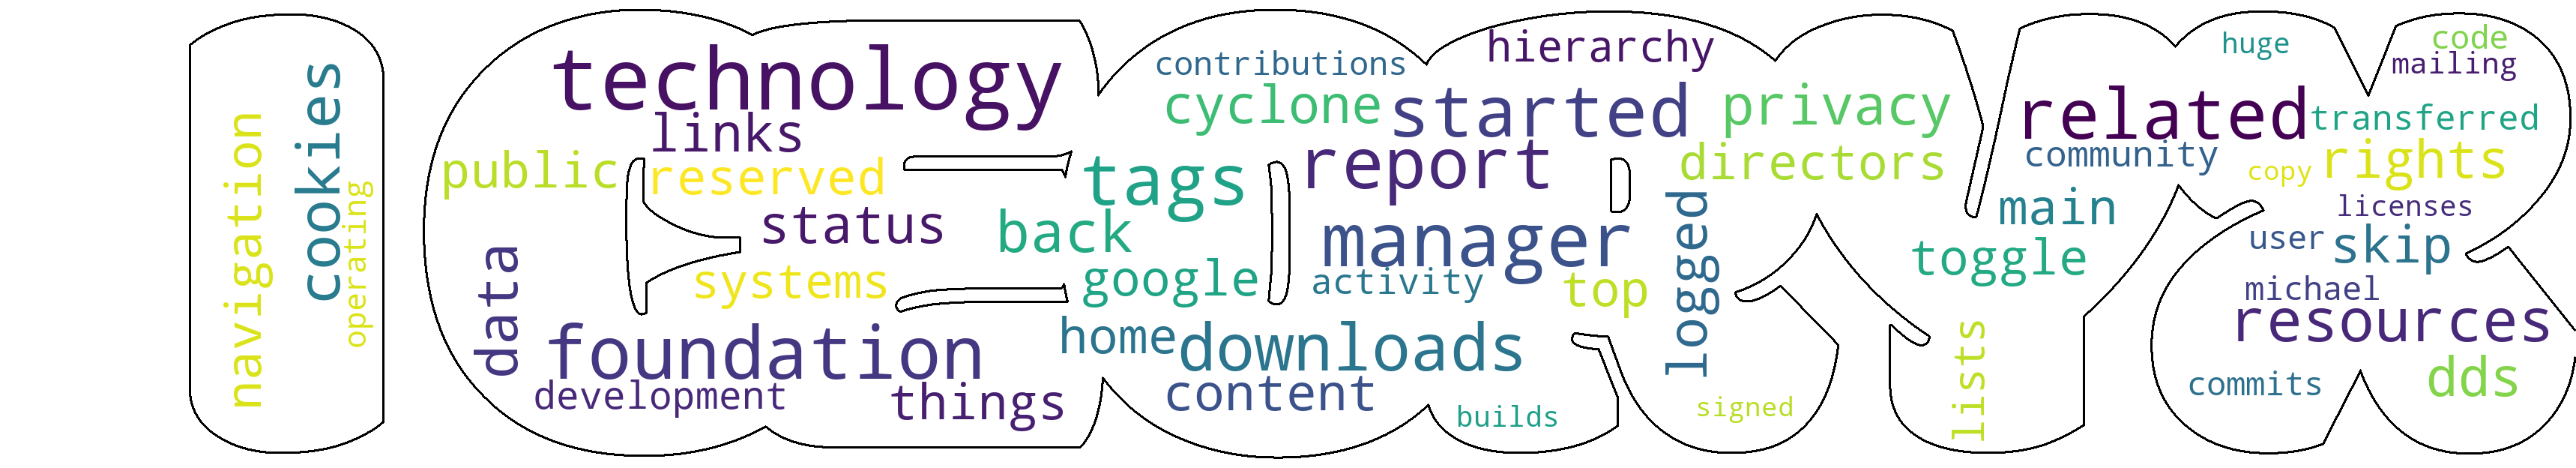 navigation
cookies
operating
technology
links
public
reserved
status
data
systems
foundation
development
things
contributions
hierarchy
cyclone
started
privacy
report
directors
tags
back
manager
google
activity
top
logged
home
downloads
content
builds
signed
huge
code
mailing
related
transferred
community
copy
rights
main
licenses
toggle
user
skip
michael
resources
lists
commits
dds